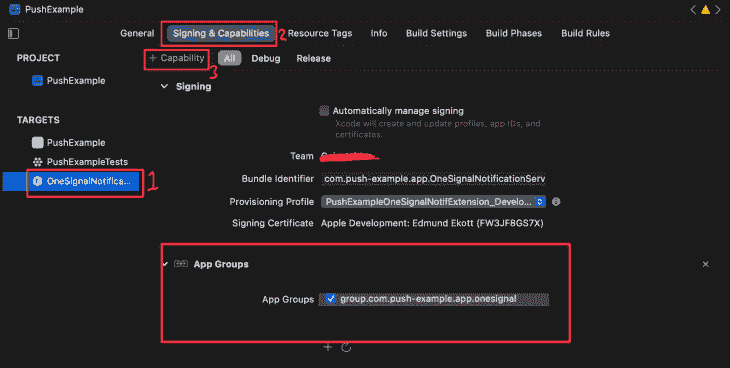 PushExample
General Signing & Capabilities 2 Resource Tags Info Build Settings Build Phases Build Rules
PROJECT
PushExample
TARGETS
PushExample
PushExampleTests
OneSignalNotifica... 1
+ Capability All Debug Release
3
Signing
Automatically manage signing
Xcode will create and update profiles, app IDs, and
certificates.
Team
Bundle Identifier com.push-example.app.OneSignalNotificationServ
Provisioning Profile PushExampleOneSignalNotifExtension_Develo...
Signing Certificate Apple Development: Edmund Ekott (FW3JF8GS7X)
App Groups
App Groups group.com.push-example.app.onesignal
+